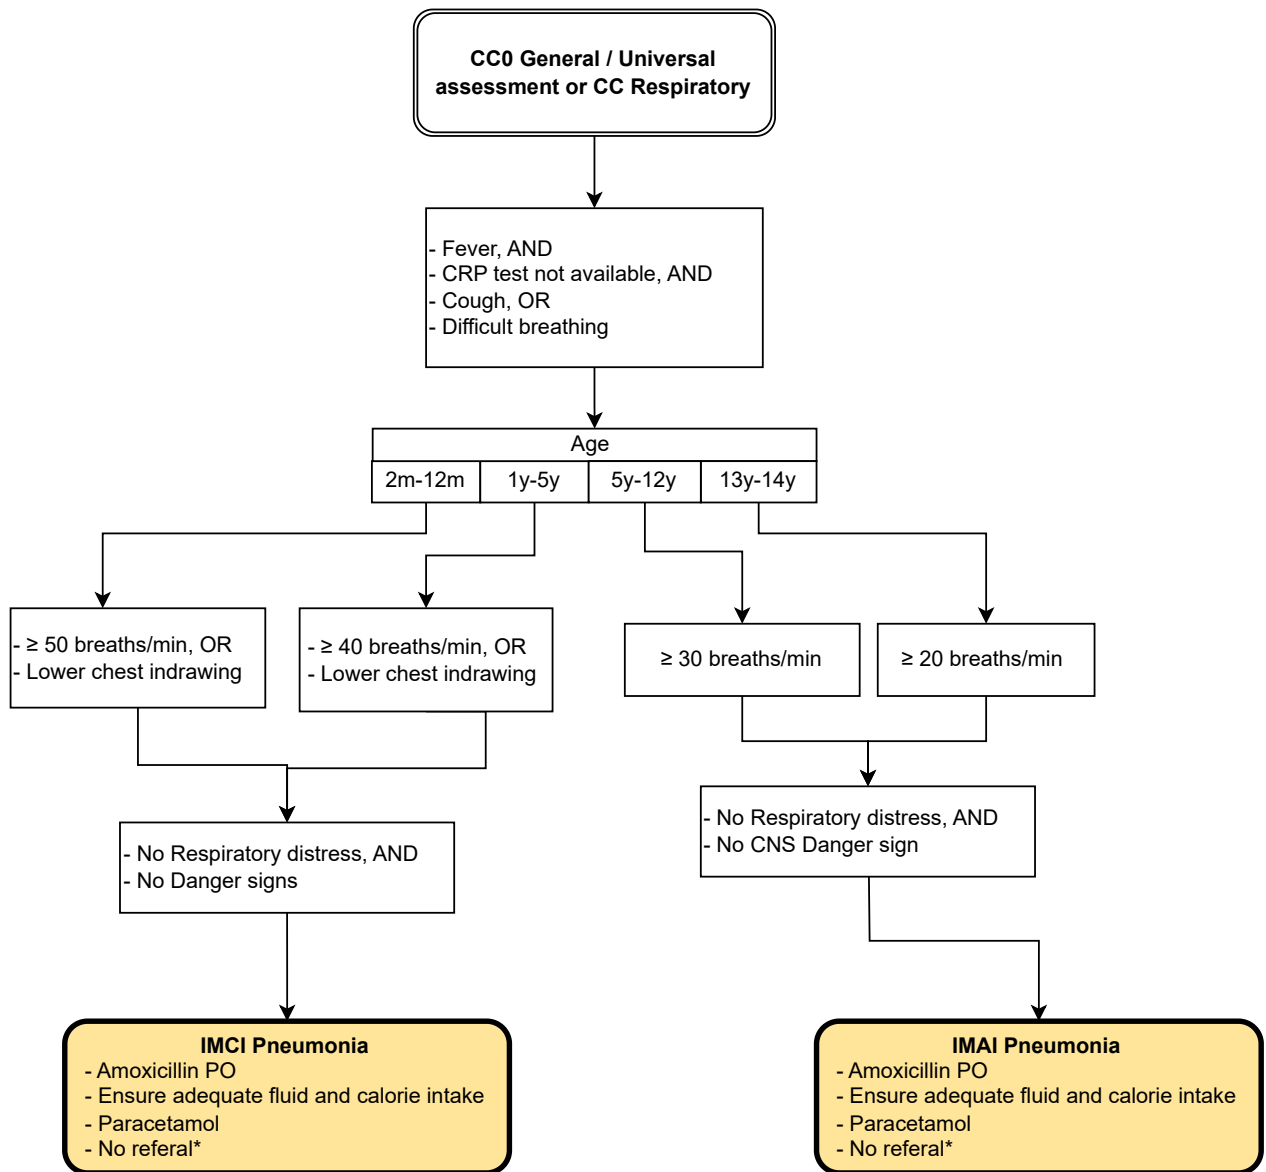 CC0 General / Universal
assessment or CC Respiratory
- Fever, AND
- CRP test not available, AND
- Cough, OR
- Difficult breathing
Age
2m-12m 1y-5y 5y-12y 13y-14y
- ≥ 50 breaths/min, OR
- Lower chest indrawing
- ≥ 40 breaths/min, OR
- Lower chest indrawing
≥ 30 breaths/min
≥ 20 breaths/min
- No Respiratory distress, AND
- No Danger signs
- No Respiratory distress, AND
- No CNS Danger sign
IMCI Pneumonia
- Amoxicillin PO
- Ensure adequate fluid and calorie intake
- Paracetamol
- No referal*
IMAI Pneumonia
- Amoxicillin PO
- Ensure adequate fluid and calorie intake
- Paracetamol
- No referal*